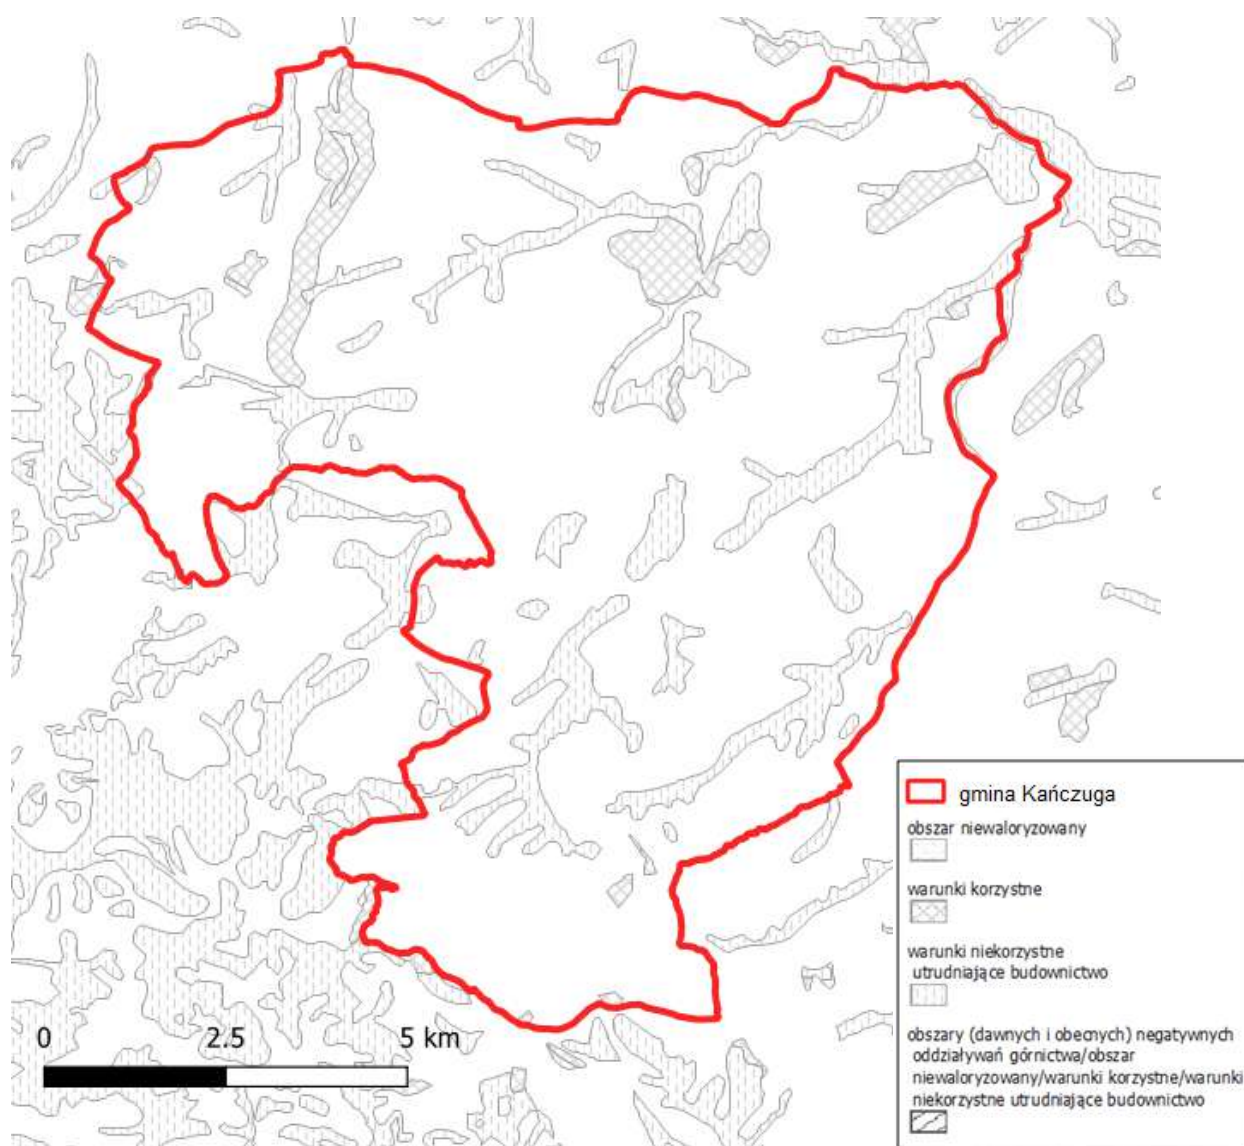 gmina Kańczuga
obszar niewaloryzowany
warunki korzystne
warunki niekorzystne
utrudniające budownictwo
obszary (dawnych i obecnych) negatywnych
oddziaływań górnictwa/obszar
niewaloryzowany/warunki korzystne/warunki
niekorzystne utrudniające budownictwo
0 2.5 5 km